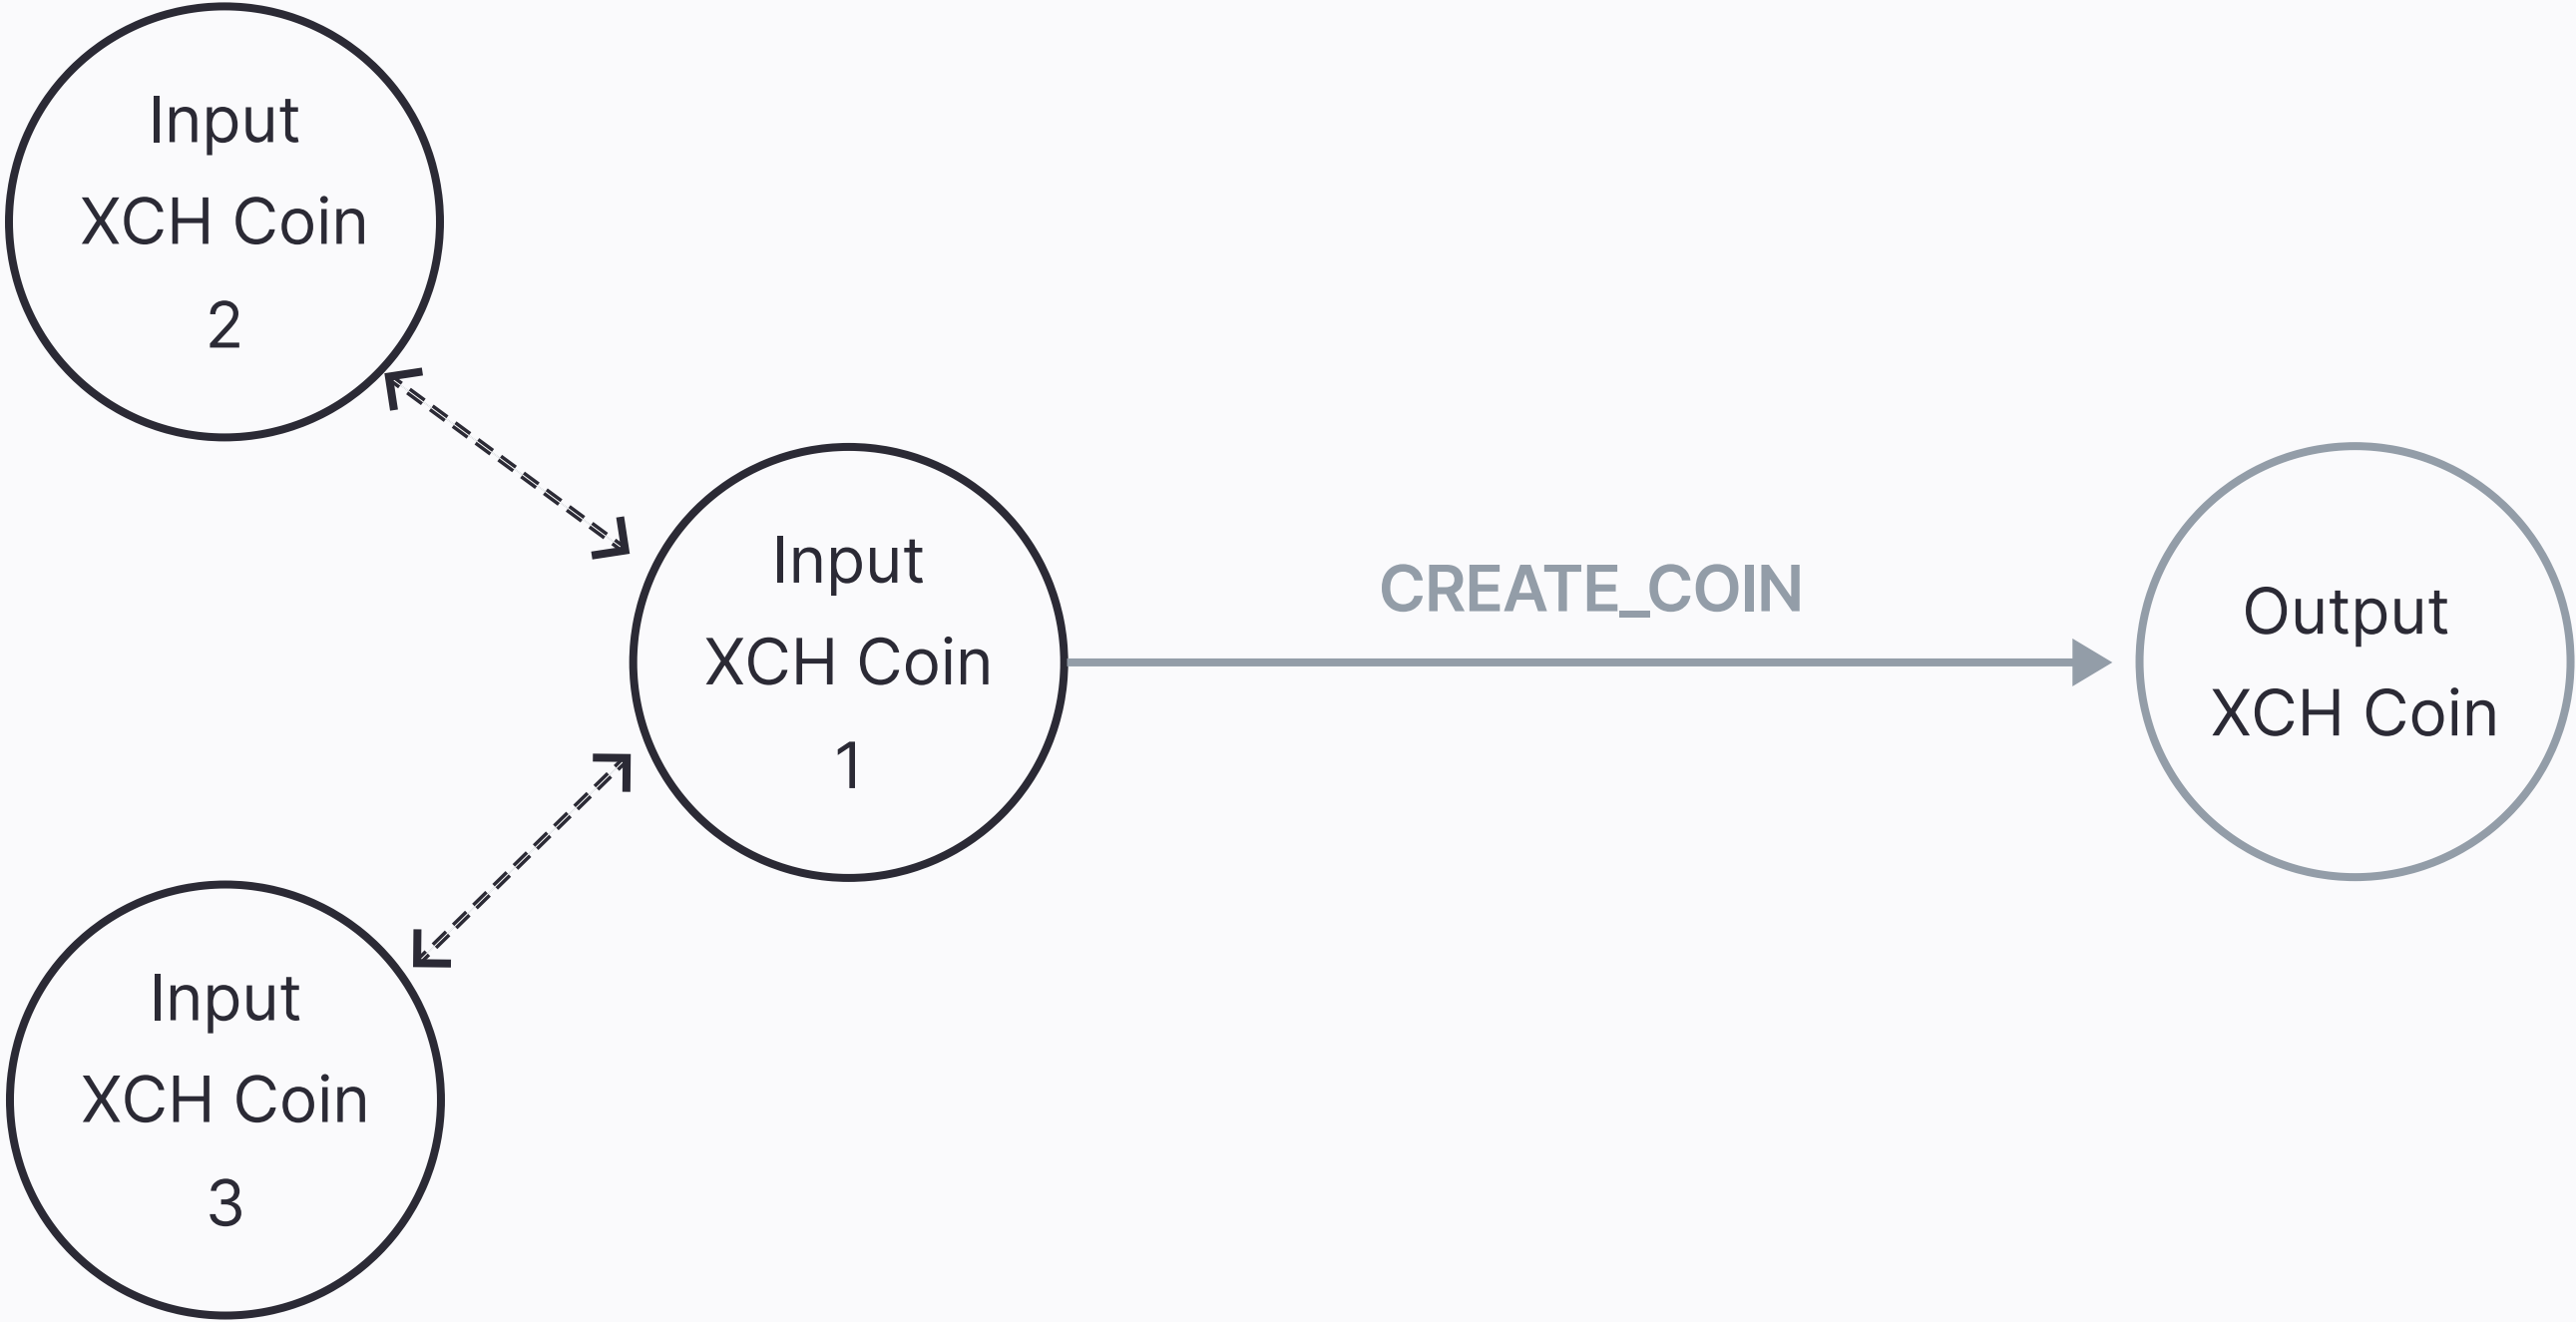 Input
XCH Coin
2
Input
XCH Coin
1
CREATE_COIN
Output
XCH Coin
Input
XCH Coin
3